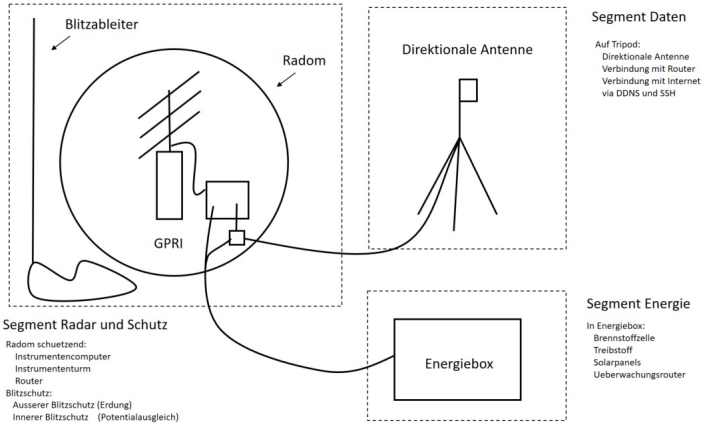 Blitzableiter
Radom
GPRI
Segment Radar und Schutz
Radom schuetzend:
Instrumentencomputer
Instrumententurm
Router
Blitzschutz:
Ausserer Blitzschutz (Erdung)
Innerer Blitzschutz (Potentialausgleich)
Direktionale Antenne
Segment Daten
Auf Tripod:
Direktionale Antenne
Verbindung mit Router
Verbindung mit Internet
via DDNS und SSH
Energiebox
Segment Energie
In Energiebox:
Brennstoffzelle
Treibstoff
Solarpanels
Ueberwachungsrouter